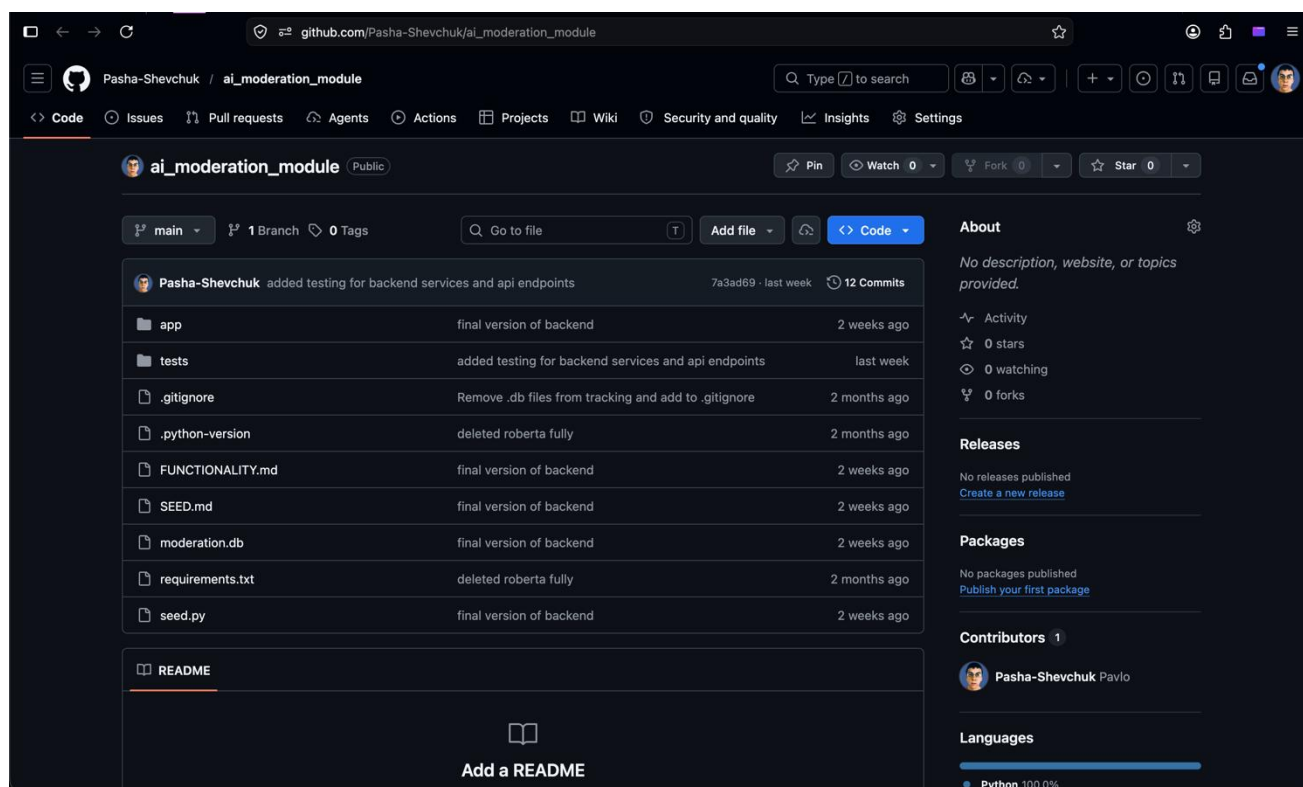 github.com/Pasha-Shevchuk/ai_moderation_module
Pasha-Shevchuk / ai_moderation_module
Type / to search
Code Issues Pull requests Agents Actions Projects Wiki Security and quality Insights Settings
ai_moderation_module Public
Pin Watch 0 Fork 0 Star 0
main 1 Branch 0 Tags Go to file T Add file Code
Pasha-Shevchuk added testing for backend services and api endpoints 7a3ad69 · last week 12 Commits
app final version of backend 2 weeks ago
tests added testing for backend services and api endpoints last week
.gitignore Remove .db files from tracking and add to .gitignore 2 months ago
.python-version deleted roberta fully 2 months ago
FUNCTIONALITY.md final version of backend 2 weeks ago
SEED.md final version of backend 2 weeks ago
moderation.db final version of backend 2 weeks ago
requirements.txt deleted roberta fully 2 months ago
seed.py final version of backend 2 weeks ago
README
Add a README
About
No description, website, or topics
provided.
Activity
0 stars
0 watching
0 forks
Releases
No releases published
Create a new release
Packages
No packages published
Publish your first package
Contributors 1
Pasha-Shevchuk Pavlo
Languages
Python 100.0%